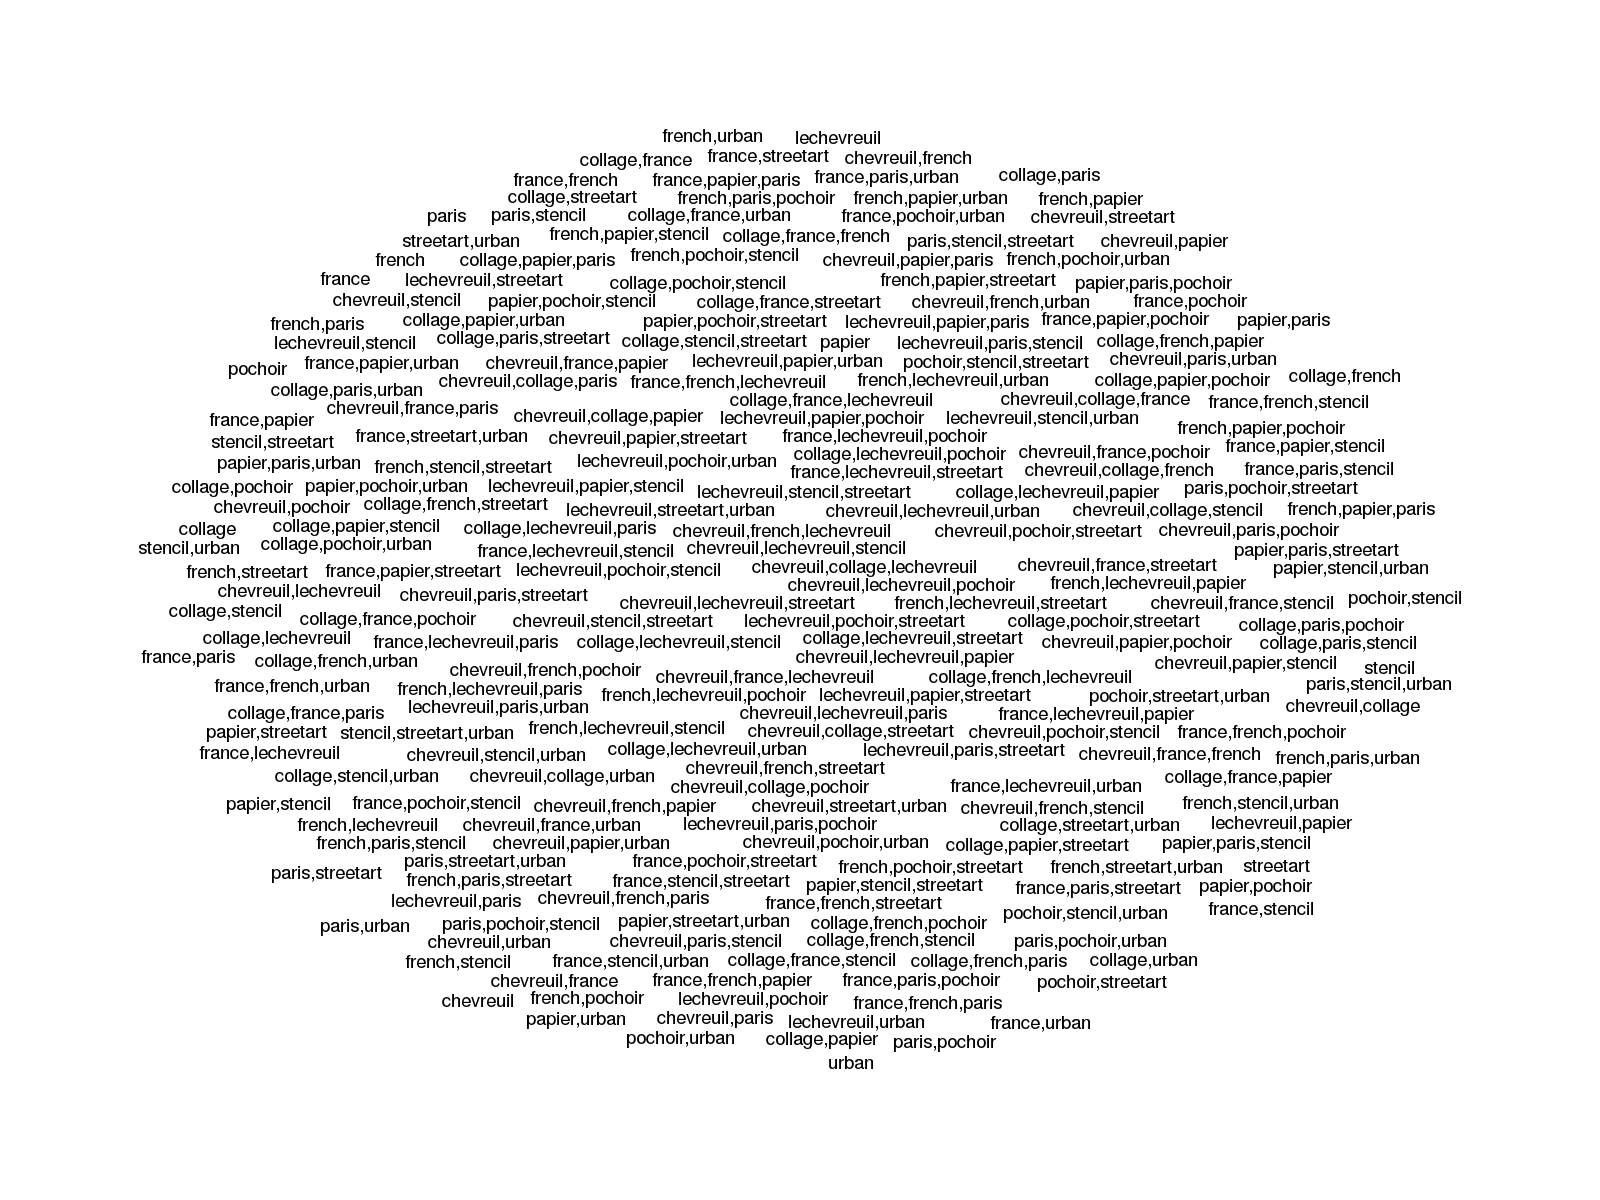 french,urban lechevreuil
collage,france france,streetart chevreuil,french
france,french france,papier,paris france,paris,urban collage,paris
collage,streetart french,paris,pochoir french,papier,urban french,papier
paris paris,stencil collage,france,urban france,pochoir,urban chevreuil,streetart
streetart,urban french,papier,stencil collage,france,french paris,stencil,streetart chevreuil,papier
french collage,papier,paris french,pochoir,stencil chevreuil,papier,paris french,pochoir,urban
france lechevreuil,streetart collage,pochoir,stencil french,papier,streetart papier,paris,pochoir
chevreuil,stencil papier,pochoir,stencil collage,france,streetart chevreuil,french,urban france,pochoir
french,paris collage,papier,urban papier,pochoir,streetart lechevreuil,papier,paris france,papier,pochoir papier,paris
lechevreuil,stencil collage,paris,streetart collage,stencil,streetart papier lechevreuil,paris,stencil collage,french,papier
pochoir france,papier,urban chevreuil,france,papier lechevreuil,papier,urban pochoir,stencil,streetart chevreuil,paris,urban
collage,paris,urban chevreuil,collage,paris france,french,lechevreuil french,lechevreuil,urban collage,papier,pochoir collage,french
france,papier chevreuil,france,paris chevreuil,collage,papier collage,france,lechevreuil chevreuil,collage,france france,french,stencil
lechevreuil,papier,pochoir lechevreuil,stencil,urban french,papier,pochoir
stencil,streetart france,streetart,urban chevreuil,papier,streetart france,lechevreuil,pochoir france,papier,stencil
papier,paris,urban french,stencil,streetart lechevreuil,pochoir,urban collage,lechevreuil,pochoir chevreuil,france,pochoir
france,lechevreuil,streetart chevreuil,collage,french france,paris,stencil
collage,pochoir papier,pochoir,urban lechevreuil,papier,stencil lechevreuil,stencil,streetart collage,lechevreuil,papier paris,pochoir,streetart
chevreuil,pochoir collage,french,streetart lechevreuil,streetart,urban chevreuil,lechevreuil,urban chevreuil,collage,stencil french,papier,paris
collage collage,papier,stencil collage,lechevreuil,paris chevreuil,french,lechevreuil chevreuil,pochoir,streetart chevreuil,paris,pochoir
stencil,urban collage,pochoir,urban france,lechevreuil,stencil chevreuil,lechevreuil,stencil papier,paris,streetart
french,streetart france,papier,streetart lechevreuil,pochoir,stencil chevreuil,collage,lechevreuil chevreuil,france,streetart papier,stencil,urban
chevreuil,lechevreuil chevreuil,paris,streetart chevreuil,lechevreuil,pochoir french,lechevreuil,papier
collage,stencil chevreuil,lechevreuil,streetart french,lechevreuil,streetart chevreuil,france,stencil pochoir,stencil
collage,france,pochoir chevreuil,stencil,streetart lechevreuil,pochoir,streetart collage,pochoir,streetart collage,paris,pochoir
collage,lechevreuil france,lechevreuil,paris collage,lechevreuil,stencil collage,lechevreuil,streetart chevreuil,papier,pochoir collage,paris,stencil
france,paris collage,french,urban chevreuil,lechevreuil,papier chevreuil,papier,stencil stencil
chevreuil,french,pochoir chevreuil,france,lechevreuil collage,french,lechevreuil
france,french,urban french,lechevreuil,paris french,lechevreuil,pochoir lechevreuil,papier,streetart pochoir,streetart,urban paris,stencil,urban
collage,france,paris lechevreuil,paris,urban chevreuil,lechevreuil,paris france,lechevreuil,papier chevreuil,collage
papier,streetart stencil,streetart,urban french,lechevreuil,stencil chevreuil,collage,streetart chevreuil,pochoir,stencil france,french,pochoir
france,lechevreuil chevreuil,stencil,urban collage,lechevreuil,urban lechevreuil,paris,streetart chevreuil,france,french french,paris,urban
collage,stencil,urban chevreuil,collage,urban chevreuil,french,streetart collage,france,papier
chevreuil,collage,pochoir france,lechevreuil,urban
papier,stencil france,pochoir,stencil chevreuil,french,papier chevreuil,streetart,urban chevreuil,french,stencil french,stencil,urban
french,lechevreuil chevreuil,france,urban lechevreuil,paris,pochoir collage,streetart,urban lechevreuil,papier
french,paris,stencil chevreuil,papier,urban chevreuil,pochoir,urban collage,papier,streetart papier,paris,stencil
paris,streetart paris,streetart,urban france,pochoir,streetart french,pochoir,streetart french,streetart,urban streetart
french,paris,streetart france,stencil,streetart papier,stencil,streetart france,paris,streetart papier,pochoir
lechevreuil,paris chevreuil,french,paris france,french,streetart pochoir,stencil,urban france,stencil
paris,urban paris,pochoir,stencil papier,streetart,urban collage,french,pochoir
chevreuil,urban chevreuil,paris,stencil collage,french,stencil paris,pochoir,urban
french,stencil france,stencil,urban collage,france,stencil collage,french,paris collage,urban
chevreuil,france france,french,papier france,paris,pochoir pochoir,streetart
chevreuil french,pochoir lechevreuil,pochoir france,french,paris
papier,urban chevreuil,paris lechevreuil,urban france,urban
pochoir,urban collage,papier paris,pochoir
urban